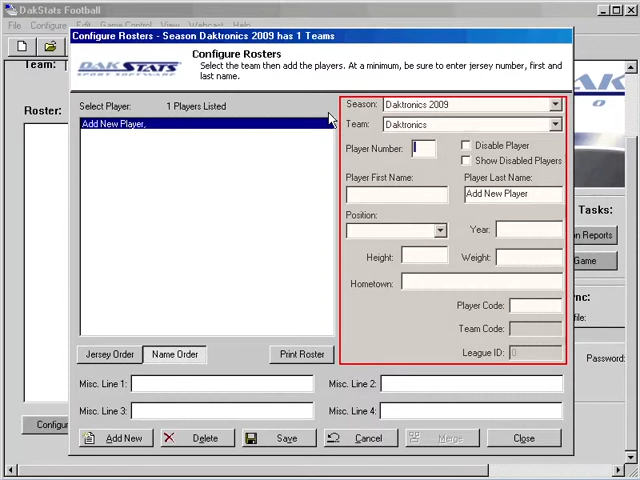 DakStats Football
File Configure Edit Game Control View Webcast Help
Configure Rosters - Season Daktronics 2009 has 1 Teams
DAKSTATS
SPORT SOFTWARE
Configure Rosters
Select the team then add the players. At a minimum, be sure to enter jersey number, first and
last name.
Team:
Roster:
Select Player: 1 Players Listed
Add New Player,
Season: Daktronics 2009
Team: Daktronics
Player Number:
Disable Player
Show Disabled Players
Player First Name: Player Last Name:
Add New Player
Position:
Year:
Height: Weight:
Hometown:
Player Code:
Team Code:
League ID: 0
Jersey Order Name Order Print Roster
Misc. Line 1: Misc. Line 2:
Misc. Line 3: Misc. Line 4:
Add New Delete Save Cancel Merge Close
Tasks:
Reports
Game
Password: